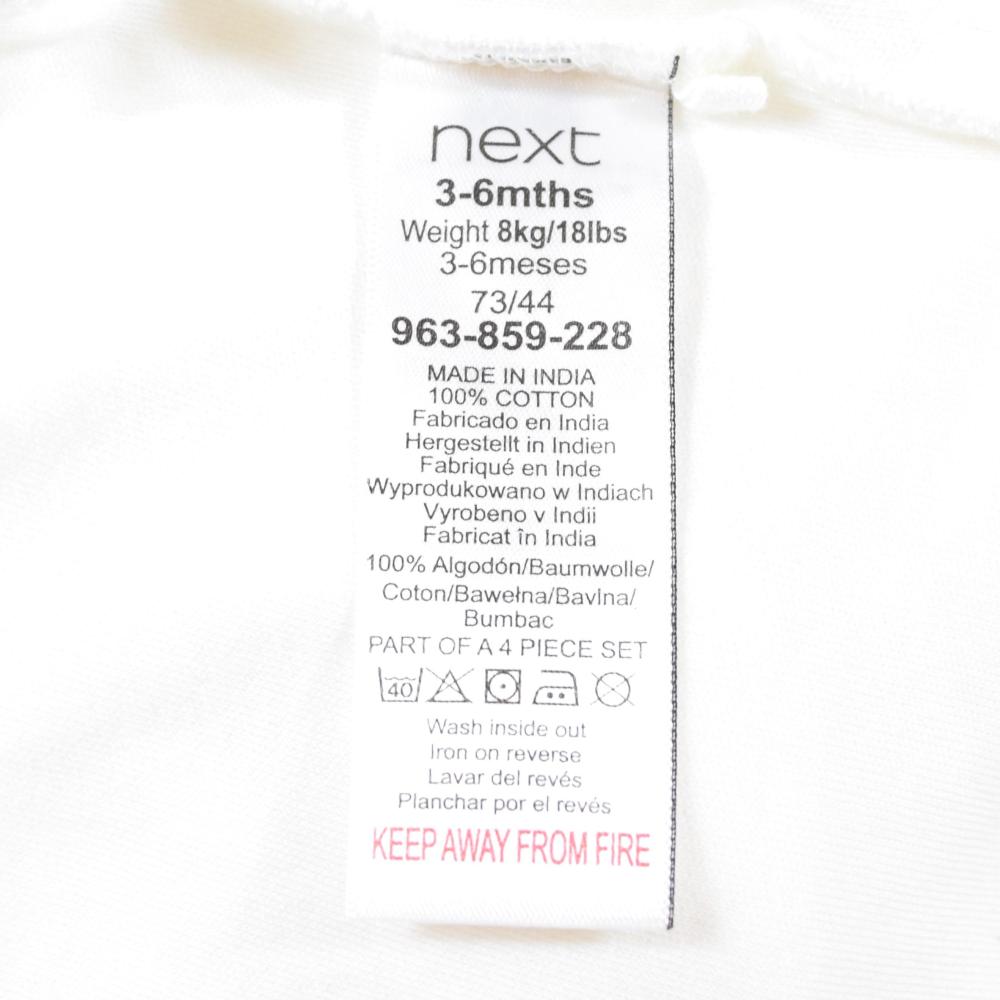 next
3-6mths
Weight 8kg/18lbs
3-6meses
73/44
963-859-228
MADE IN INDIA
100% COTTON
Fabricado en India
Hergestellt in Indien
Fabriqué en Inde
Wyprodukowano w Indiach
Vyrobeno v Indii
Fabricat în India
100% Algodón/Baumwolle/
Coton/Bawełna/Bavlna/
Bumbac
PART OF A 4 PIECE SET
40
Wash inside out
Iron on reverse
Lavar del revés
Planchar por el revés
KEEP AWAY FROM FIRE